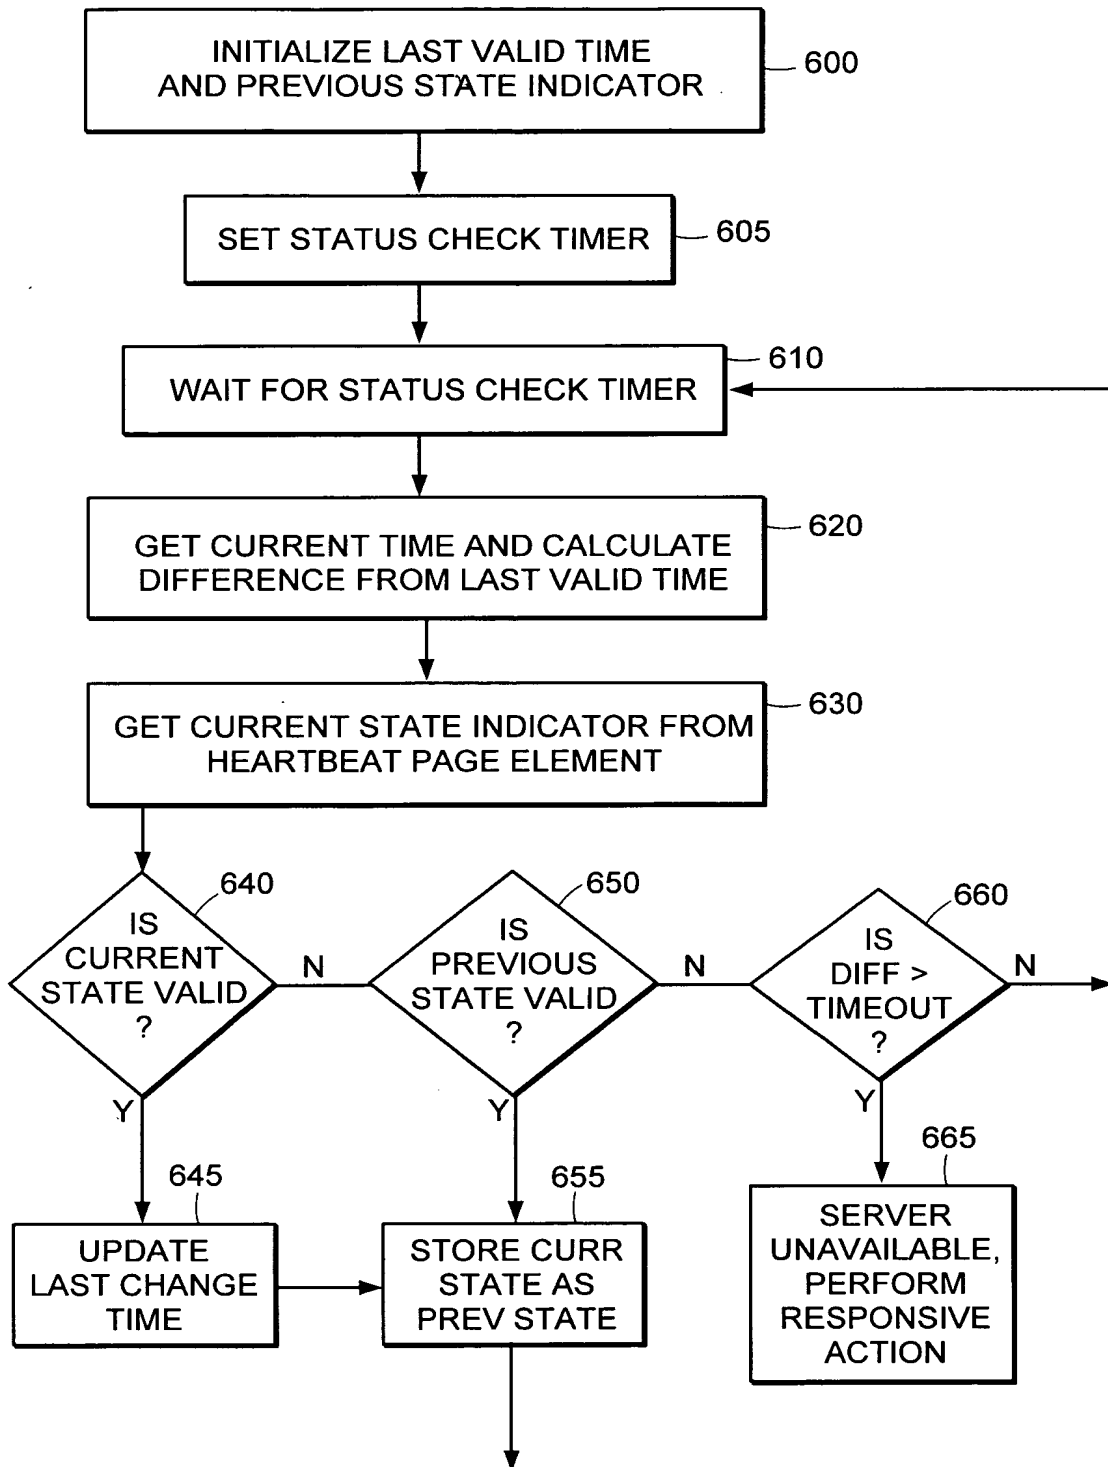 INITIALIZE LAST VALID TIME
AND PREVIOUS STATE INDICATOR
600
SET STATUS CHECK TIMER
605
WAIT FOR STATUS CHECK TIMER
610
GET CURRENT TIME AND CALCULATE
DIFFERENCE FROM LAST VALID TIME
620
GET CURRENT STATE INDICATOR FROM
HEARTBEAT PAGE ELEMENT
630
640
IS
CURRENT
STATE VALID
?
N
Y
650
IS
PREVIOUS
STATE VALID
?
N
Y
660
IS
DIFF >
TIMEOUT
?
N
Y
645
UPDATE
LAST CHANGE
TIME
655
STORE CURR
STATE AS
PREV STATE
665
SERVER
UNAVAILABLE,
PERFORM
RESPONSIVE
ACTION